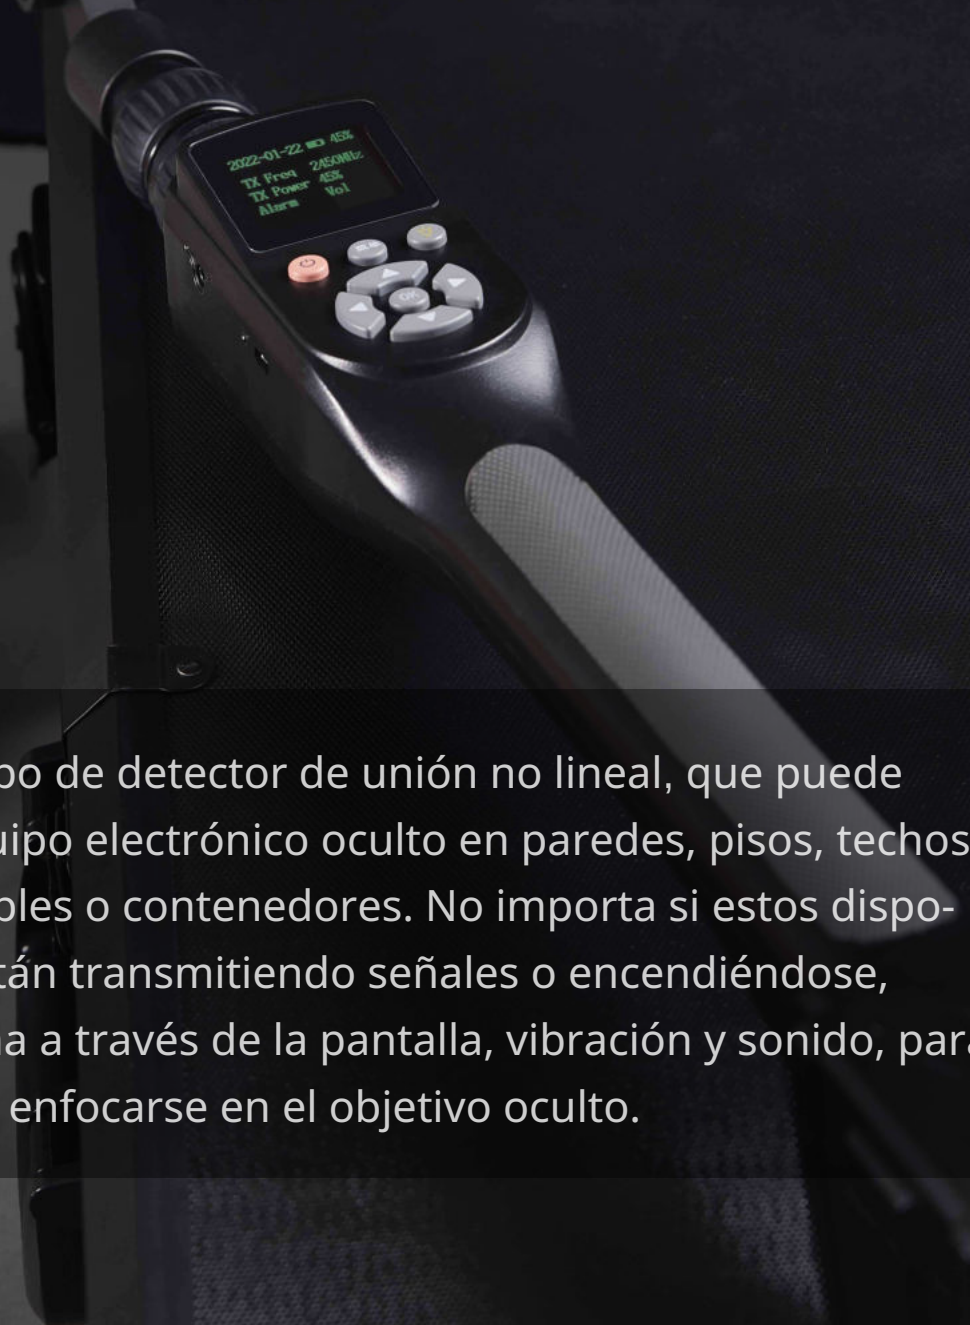 2022-01-22 45%
TX Freq 2450MHz
TX Power 45%
Alarm Vol
OK
po de detector de unión no lineal, que puede
uipo electrónico oculto en paredes, pisos, techos
bles o contenedores. No importa si estos dispo-
tán transmitiendo señales o encendiéndose,
a a través de la pantalla, vibración y sonido, para
enfocarse en el objetivo oculto.